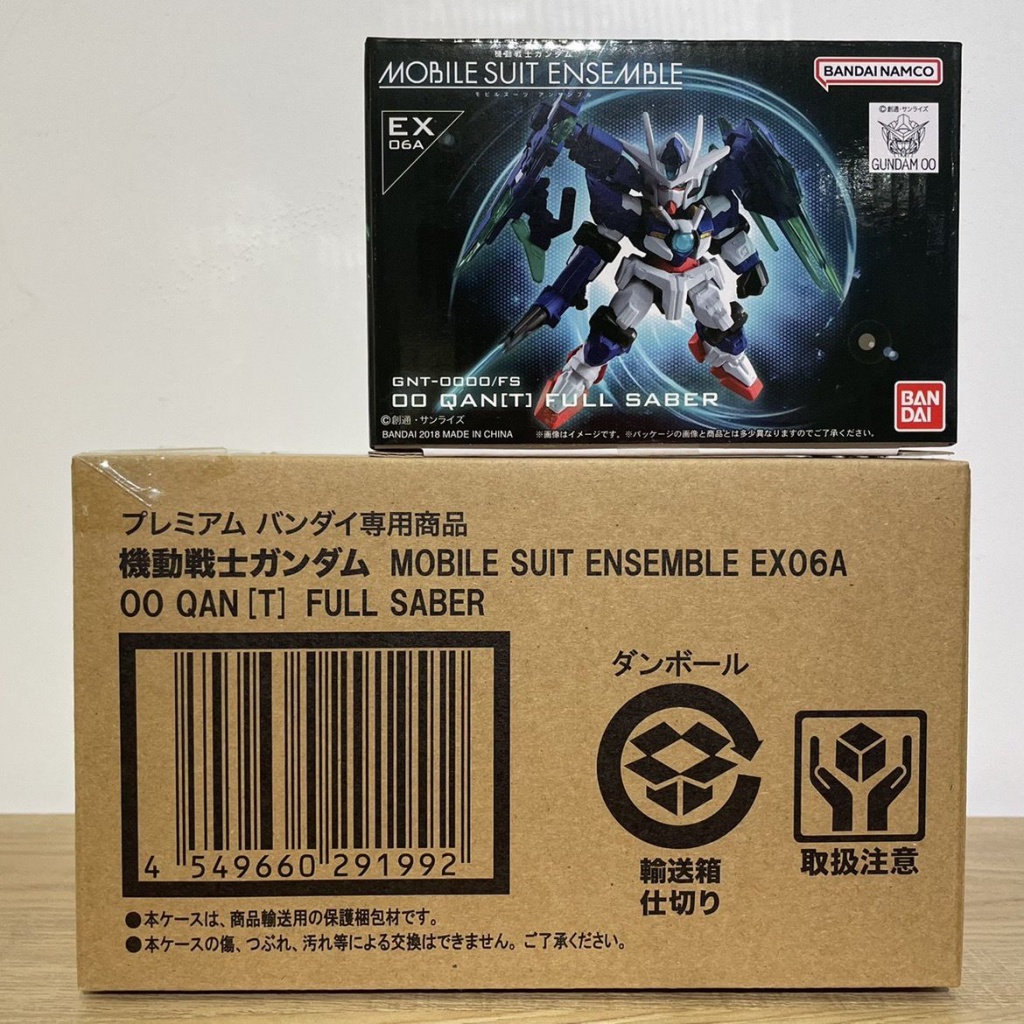 機動戦士ガンダム
MOBILE SUIT ENSEMBLE
モビルスーツ アンサンブル
BANDAI NAMCO
EX
06A
©創通・サンライズ
GUNDAM 00
GNT-0000/FS
00 QAN[T] FULL SABER
©創通・サンライズ
BANDAI 2018 MADE IN CHINA
※画像はイメージです。※パッケージの画像と商品とは多少異なりますのでご了承ください。
BAN
DAI
プレミアム バンダイ専用商品
機動戦士ガンダム MOBILE SUIT ENSEMBLE EX06A
00 QAN[T] FULL SABER
ダンボール
4 549660 291992
輸送箱
仕切り
取扱注意
●本ケースは、商品輸送用の保護梱包材です。
●本ケースの傷、つぶれ、汚れ等による交換はできません。ご了承ください。